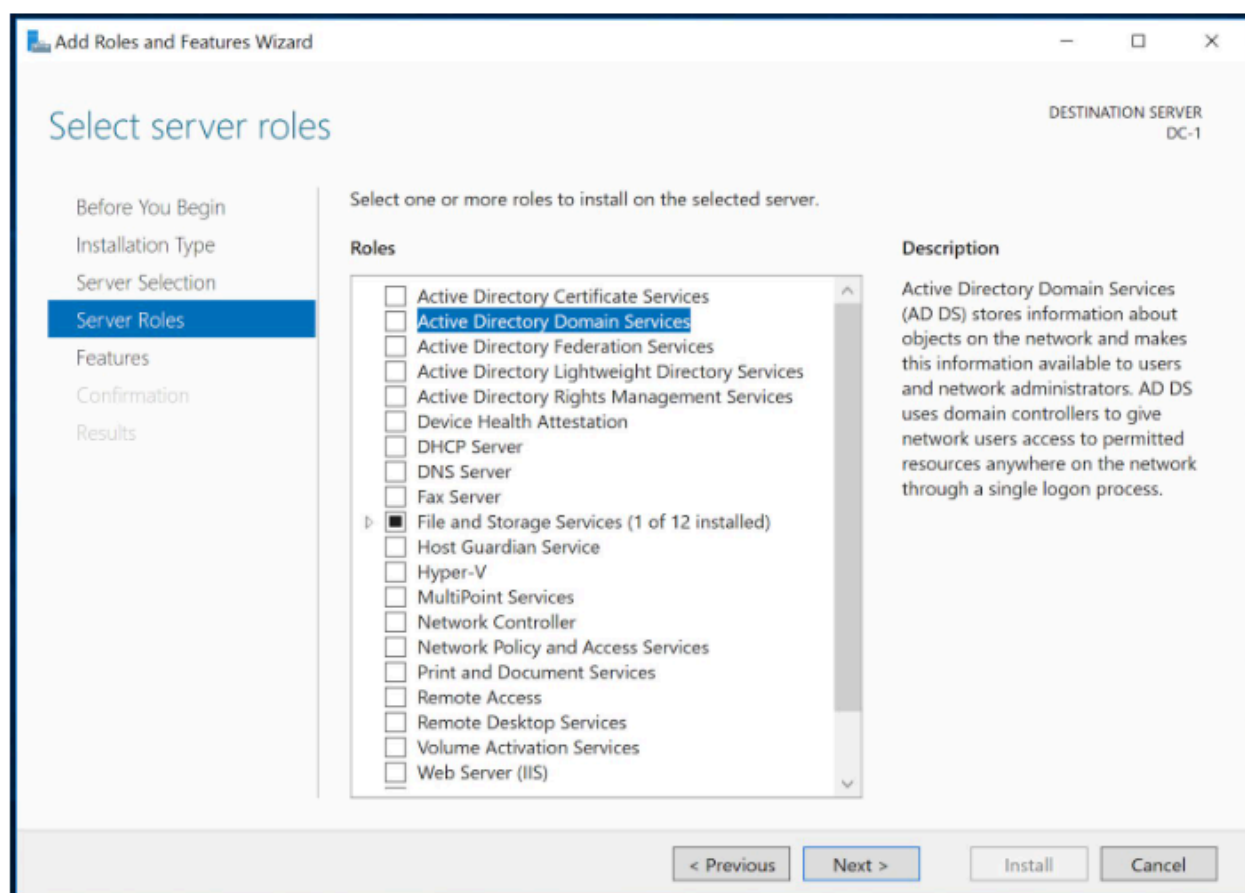 Add Roles and Features Wizard
Select server roles
DESTINATION SERVER
DC-1
Before You Begin
Installation Type
Server Selection
Server Roles
Features
Confirmation
Results
Select one or more roles to install on the selected server.
Roles
Active Directory Certificate Services
Active Directory Domain Services
Active Directory Federation Services
Active Directory Lightweight Directory Services
Active Directory Rights Management Services
Device Health Attestation
DHCP Server
DNS Server
Fax Server
File and Storage Services (1 of 12 installed)
Host Guardian Service
Hyper-V
MultiPoint Services
Network Controller
Network Policy and Access Services
Print and Document Services
Remote Access
Remote Desktop Services
Volume Activation Services
Web Server (IIS)
Description
Active Directory Domain Services
(AD DS) stores information about
objects on the network and makes
this information available to users
and network administrators. AD DS
uses domain controllers to give
network users access to permitted
resources anywhere on the network
through a single logon process.
< Previous
Next >
Install
Cancel